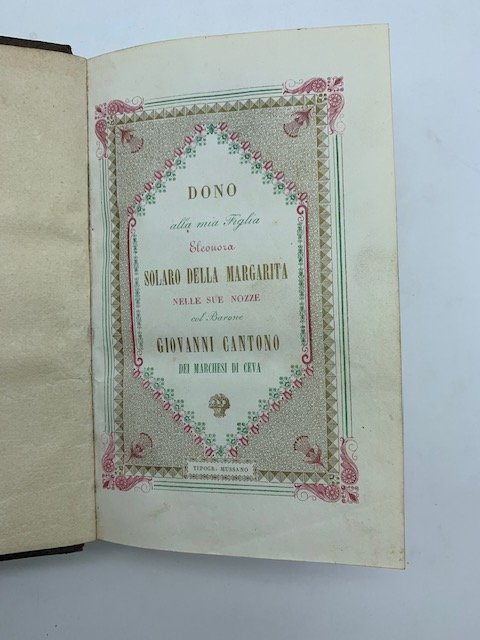 DONO
alla mia Figlia
Eleonora
SOLARO DELLA MARGARITA
NELLE SUE NOZZE
col Barone
GIOVANNI CANTONO
DEI MARCHESI DI CEVA
TIPOGR. MUSSANO